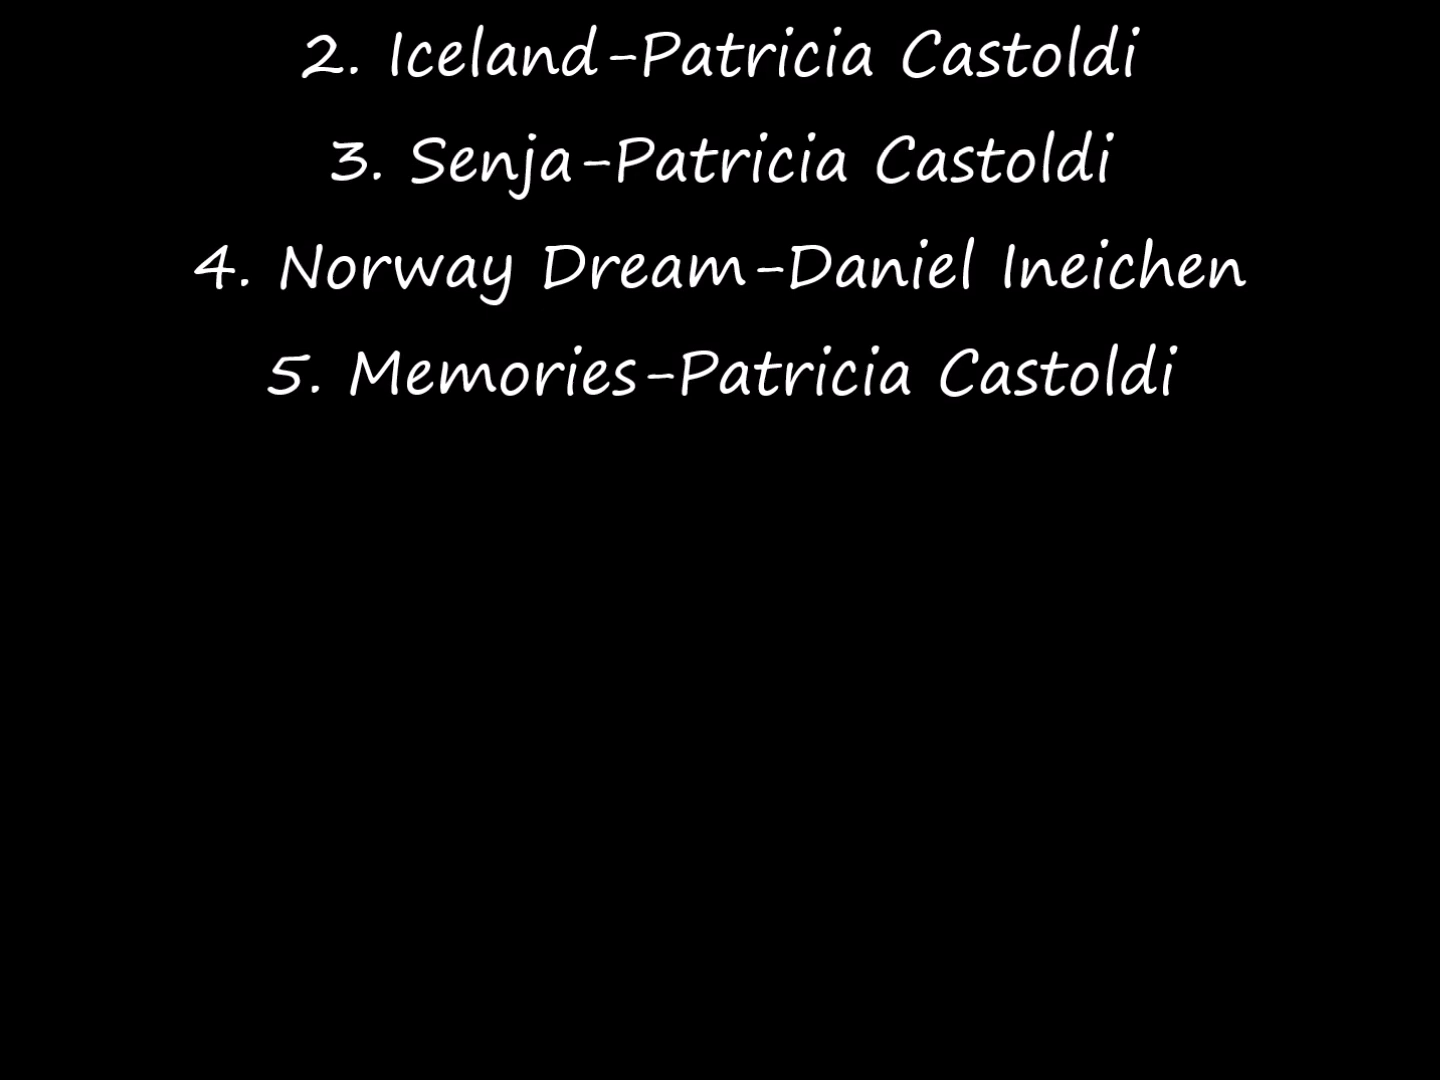 2. Iceland-Patricia Castoldi
3. Senja-Patricia Castoldi
4. Norway Dream-Daniel Ineichen
5. Memories-Patricia Castoldi